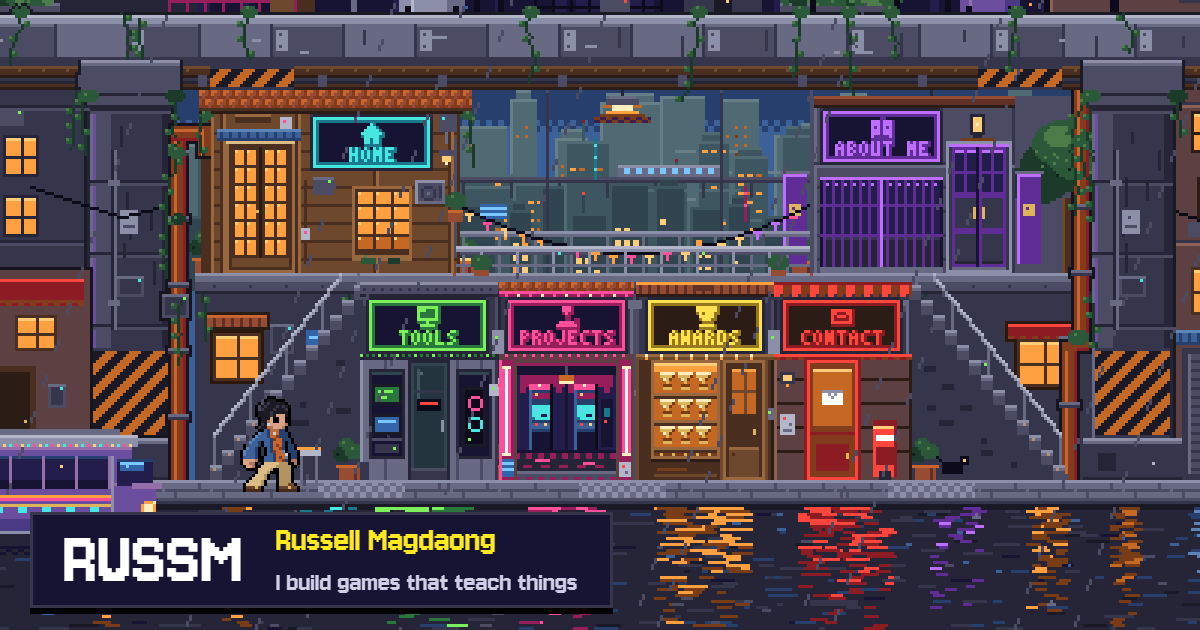 HOME
ABOUT ME
TOOLS
PROJECTS
AWARDS
CONTACT
RUSSM
Russell Magdaong
I build games that teach things